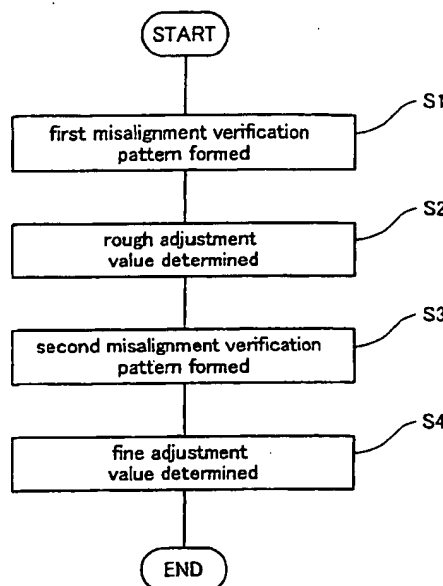 START
S1
first misalignment verification
pattern formed
S2
rough adjustment
value determined
S3
second misalignment verification
pattern formed
S4
fine adjustment
value determined
END